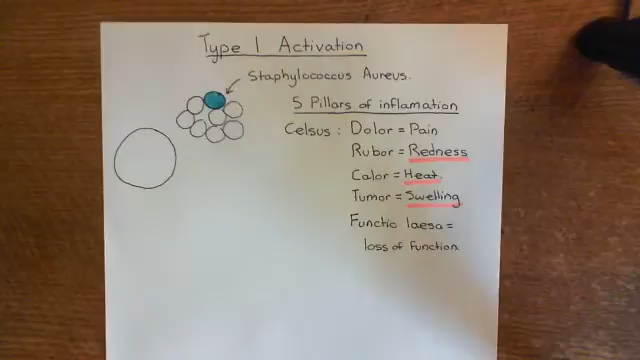 Type 1 Activation
Staphylococcus Aureus.
5 Pillars of inflamation
Celsus : Dolor = Pain
Rubor = Redness
Calor = Heat.
Tumor = Swelling
Functio laesa =
loss of function.